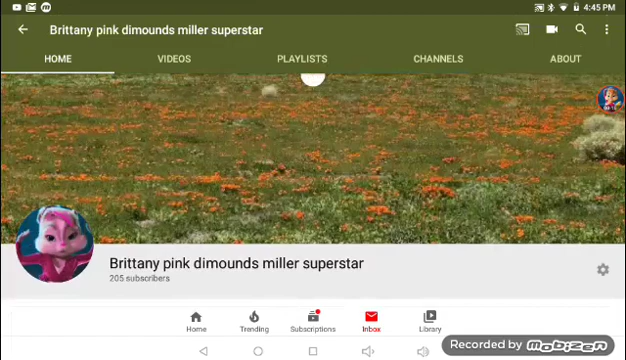 4:45 PM
Brittany pink dimounds miller superstar
HOME VIDEOS PLAYLISTS CHANNELS ABOUT
Brittany pink dimounds miller superstar
205 subscribers
Home Trending Subscriptions Inbox Library
Recorded by Mobizen